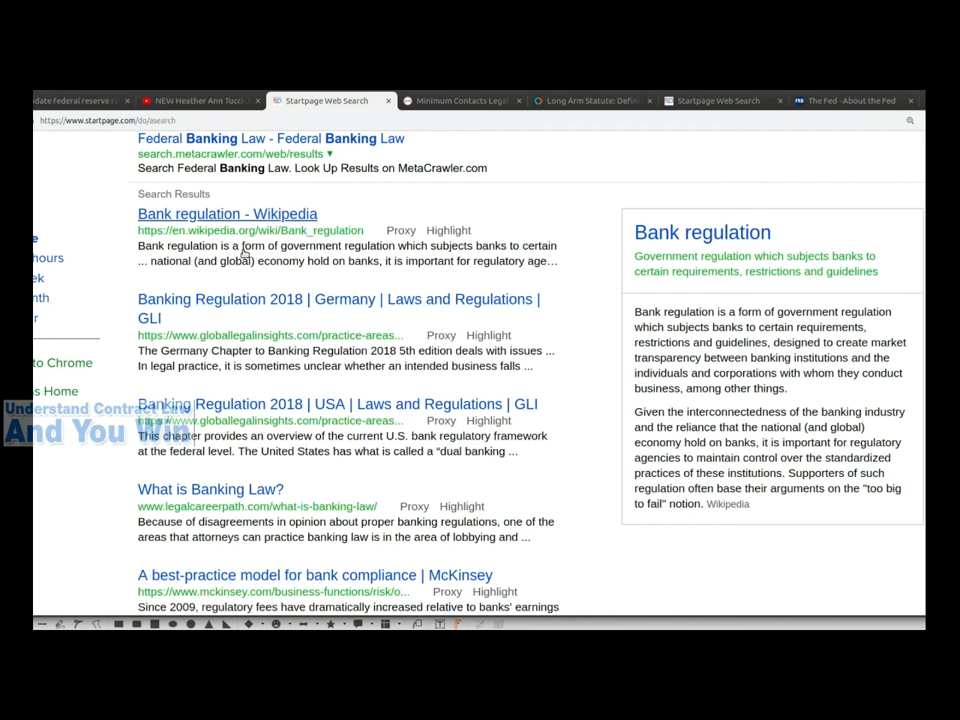 date federal reserve r
NEW Heather Ann Tucci
Startpage Web Search
Minimum Contacts Lega
Long Arm Statute: Defini
Startpage Web Search
The Fed - About the Fed
https://www.startpage.com/do/asearch
Federal Banking Law - Federal Banking Law
search.metacrawler.com/web/results ▼
Search Federal Banking Law. Look Up Results on MetaCrawler.com
Search Results
Bank regulation - Wikipedia
https://en.wikipedia.org/wiki/Bank_regulation Proxy Highlight
Bank regulation is a form of government regulation which subjects banks to certain
... national (and global) economy hold on banks, it is important for regulatory age...
Banking Regulation 2018 | Germany | Laws and Regulations |
GLI
https://www.globallegalinsights.com/practice-areas... Proxy Highlight
The Germany Chapter to Banking Regulation 2018 5th edition deals with issues ...
In legal practice, it is sometimes unclear whether an intended business falls ...
Banking Regulation 2018 | USA | Laws and Regulations | GLI
https://www.globallegalinsights.com/practice-areas... Proxy Highlight
This chapter provides an overview of the current U.S. bank regulatory framework
at the federal level. The United States has what is called a “dual banking ...
What is Banking Law?
www.legalcareerpath.com/what-is-banking-law/ Proxy Highlight
Because of disagreements in opinion about proper banking regulations, one of the
areas that attorneys can practice banking law is in the area of lobbying and ...
A best-practice model for bank compliance | McKinsey
https://www.mckinsey.com/business-functions/risk/o... Proxy Highlight
Since 2009, regulatory fees have dramatically increased relative to banks' earnings
e
hours
ek
nth
r
to Chrome
s Home
Understand Contract Law
And You Win
Bank regulation
Government regulation which subjects banks to
certain requirements, restrictions and guidelines
Bank regulation is a form of government regulation
which subjects banks to certain requirements,
restrictions and guidelines, designed to create market
transparency between banking institutions and the
individuals and corporations with whom they conduct
business, among other things.
Given the interconnectedness of the banking industry
and the reliance that the national (and global)
economy hold on banks, it is important for regulatory
agencies to maintain control over the standardized
practices of these institutions. Supporters of such
regulation often base their arguments on the "too big
to fail" notion. Wikipedia